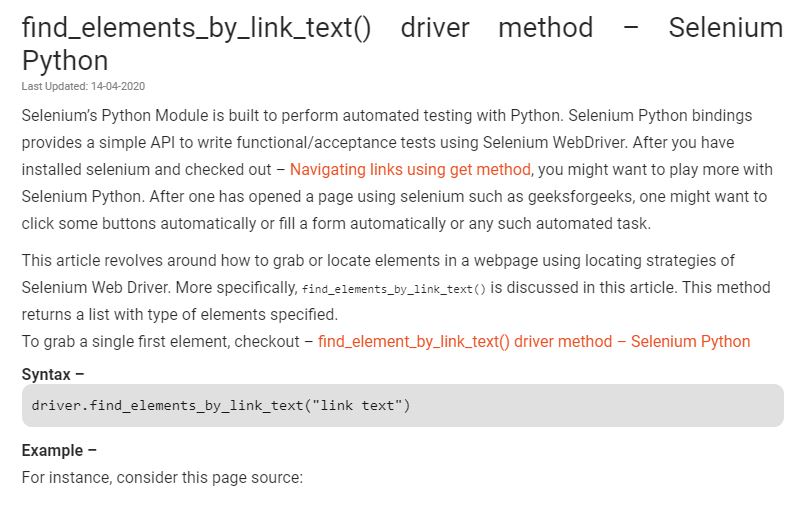 find_elements_by_link_text() driver method – Selenium
Python
Last Updated: 14-04-2020
Selenium’s Python Module is built to perform automated testing with Python. Selenium Python bindings
provides a simple API to write functional/acceptance tests using Selenium WebDriver. After you have
installed selenium and checked out – Navigating links using get method, you might want to play more with
Selenium Python. After one has opened a page using selenium such as geeksforgeeks, one might want to
click some buttons automatically or fill a form automatically or any such automated task.
This article revolves around how to grab or locate elements in a webpage using locating strategies of
Selenium Web Driver. More specifically, find_elements_by_link_text() is discussed in this article. This method
returns a list with type of elements specified.
To grab a single first element, checkout – find_element_by_link_text() driver method – Selenium Python
Syntax –
driver.find_elements_by_link_text("link text")
Example –
For instance, consider this page source: